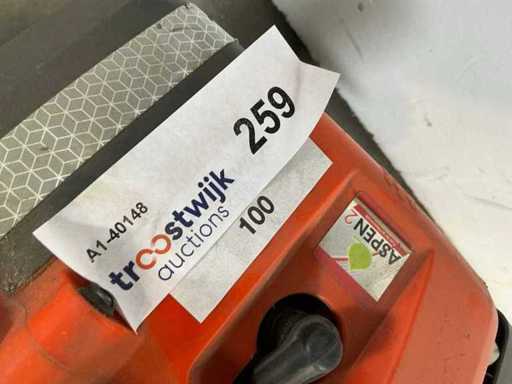 A1-40148
troostwijk
auctions
259
100
ASPEN 2